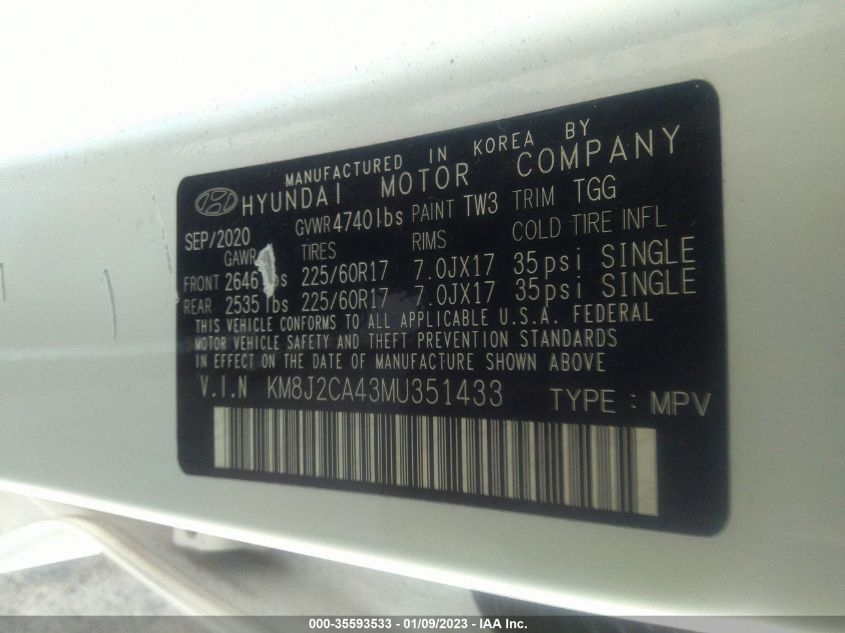 MANUFACTURED IN KOREA BY
HYUNDAI MOTOR COMPANY
SEP/2020 GVWR 4740 lbs PAINT TW3 TRIM TGG
GAWR TIRES RIMS COLD TIRE INFL
FRONT 2646 lbs 225/60R17 7.0JX17 35psi SINGLE
REAR 2535 lbs 225/60R17 7.0JX17 35psi SINGLE
THIS VEHICLE CONFORMS TO ALL APPLICABLE U.S.A. FEDERAL
MOTOR VEHICLE SAFETY AND THEFT PREVENTION STANDARDS
IN EFFECT ON THE DATE OF MANUFACTURE SHOWN ABOVE
V.I.N KM8J2CA43MU351433 TYPE : MPV
000-35593533 - 01/09/2023 - IAA Inc.